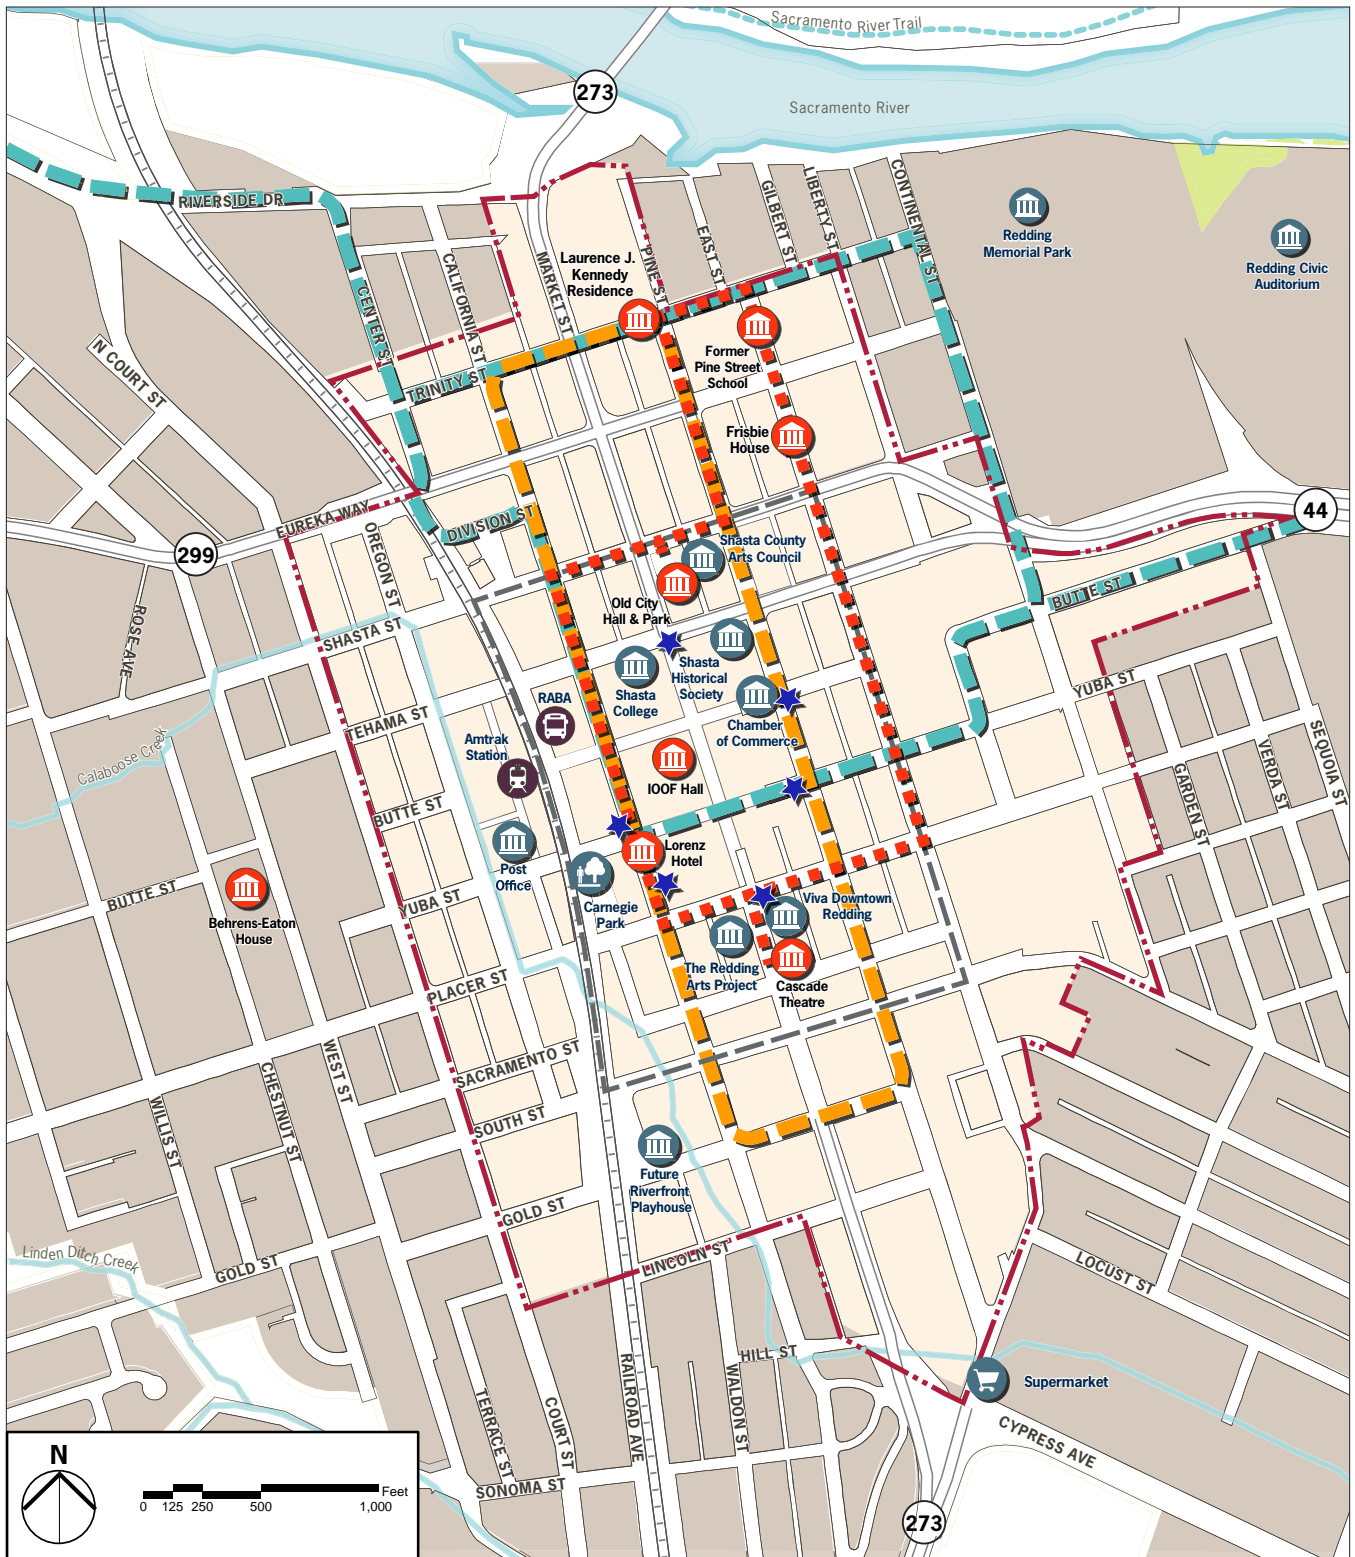 Sacramento River Trail
273
Sacramento River
RIVERSIDE DR
CONTINENTAL ST
LIBERTY ST
GILBERT ST
EAST ST
PINE ST
MARKET ST
CALIFORNIA ST
CENTER ST
Redding
Memorial Park
Redding Civic
Auditorium
Laurence J.
Kennedy
Residence
N COURT ST
TRINITY ST
Former
Pine Street
School
Frisbie
House
EUREKA WAY
DIVISION ST
299
44
OREGON ST
Shasta County
Arts Council
Old City
Hall & Park
BUTTE ST
ROSE AVE
SHASTA ST
Shasta
Historical
Society
Shasta
College
YUBA ST
RABA
Chamber
of Commerce
TEHAMA ST
Amtrak
Station
Calaboose Creek
IOOF Hall
SEQUOIA ST
VERDA ST
GARDEN ST
BUTTE ST
Lorenz
Hotel
Post
Office
BUTTE ST
YUBA ST
Carnegie
Park
Viva Downtown
Redding
Behrens-Eaton
House
The Redding
Arts Project
Cascade
Theatre
PLACER ST
SACRAMENTO ST
WEST ST
CHESTNUT ST
WILLIS ST
SOUTH ST
Future
Riverfront
Playhouse
GOLD ST
LINCOLN ST
Linden Ditch Creek
GOLD ST
LOCUST ST
HILL ST
Supermarket
RAILROAD AVE
WALDON ST
COURT ST
TERRACE ST
CYPRESS AVE
SONOMA ST
N
Feet
0 125 250 500 1,000
273